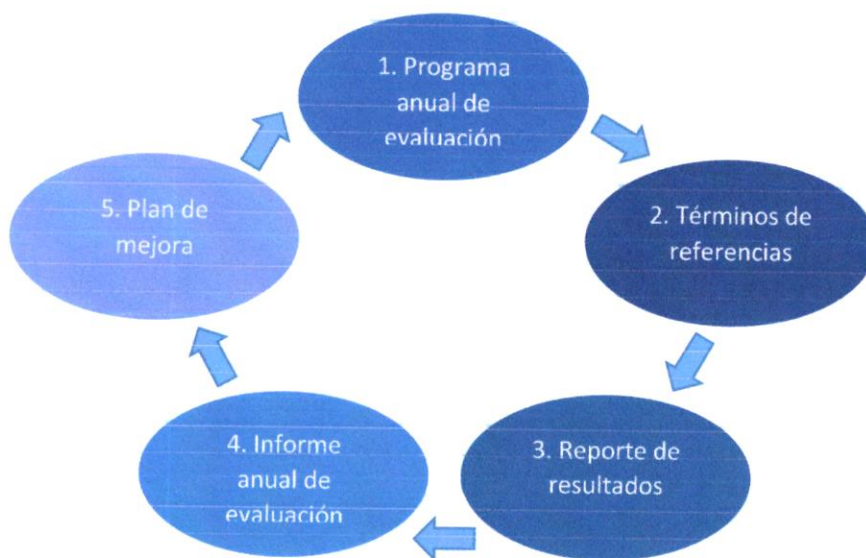 1. Programa
anual de
evaluación
2. Términos de
referencias
3. Reporte de
resultados
4. Informe
anual de
evaluación
5. Plan de
mejora